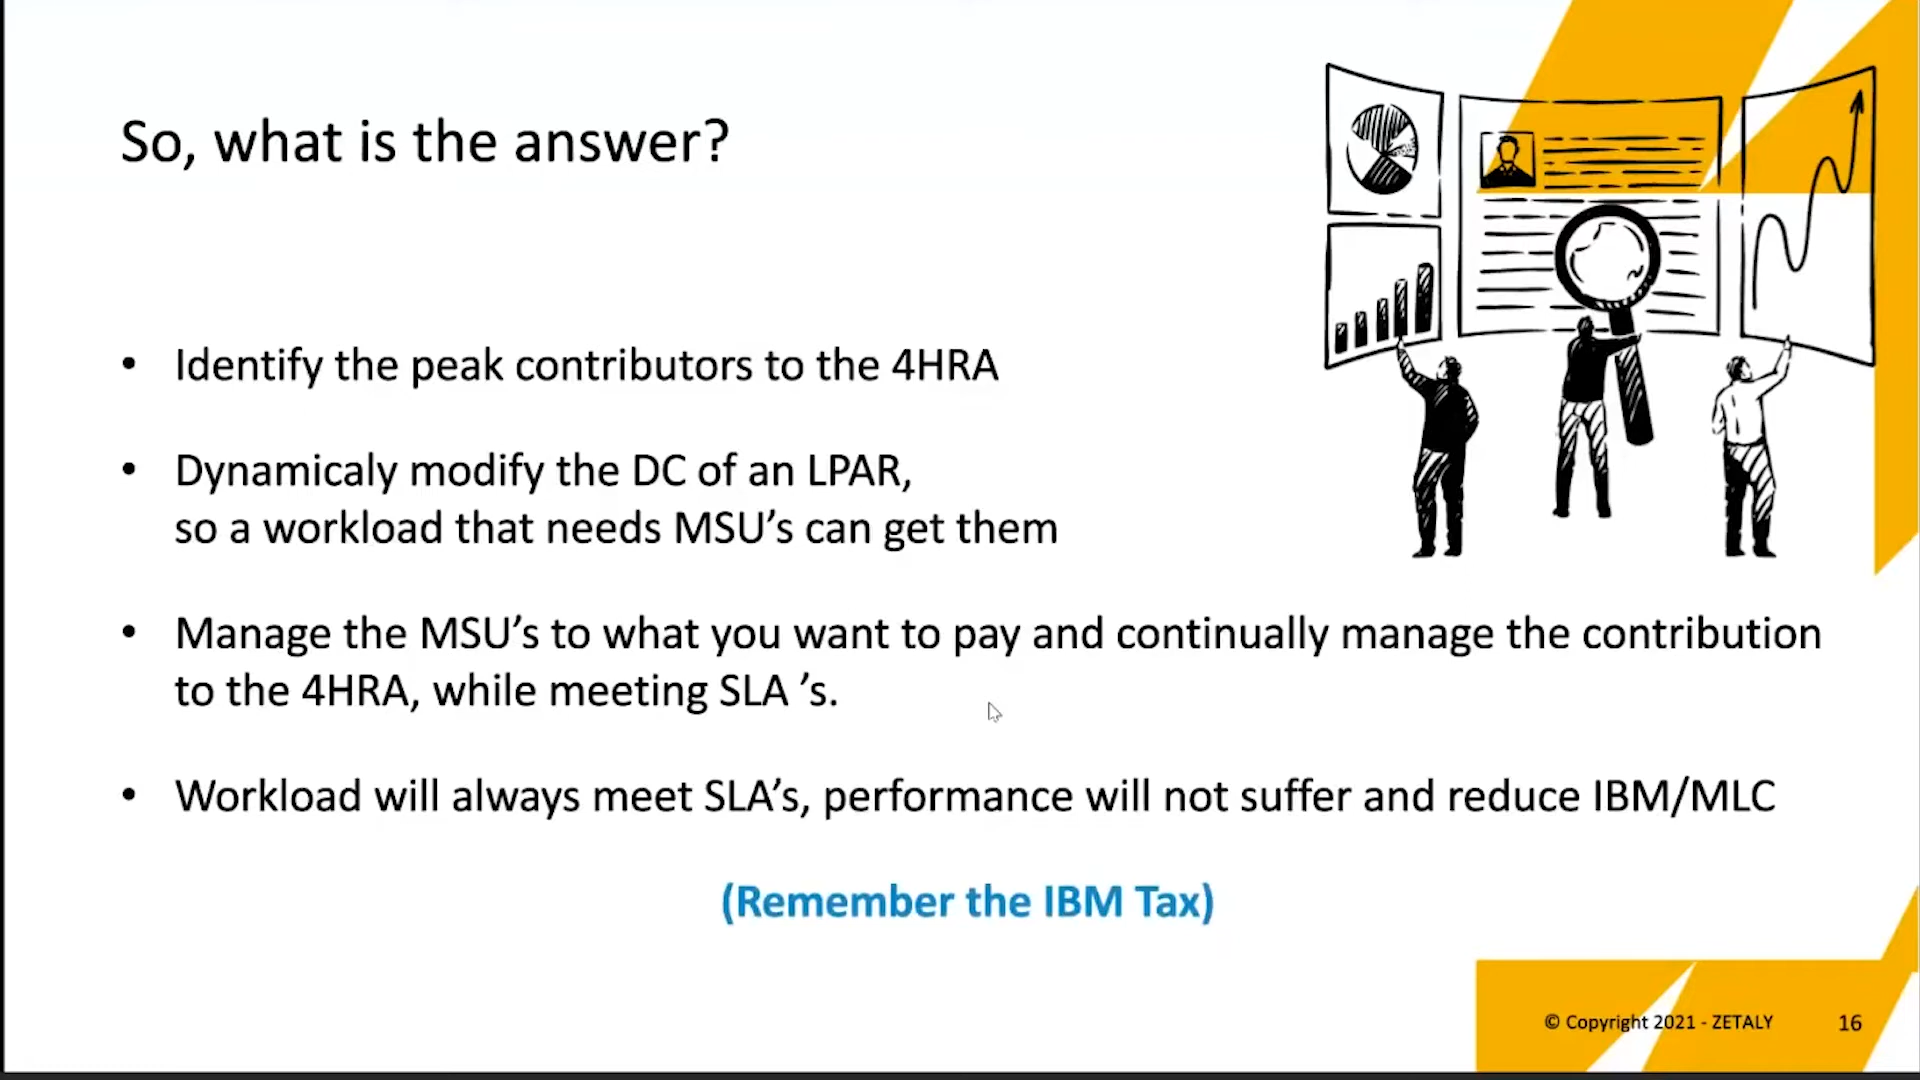 So, what is the answer?
• Identify the peak contributors to the 4HRA
• Dynamicaly modify the DC of an LPAR,
so a workload that needs MSU’s can get them
• Manage the MSU’s to what you want to pay and continually manage the contribution
to the 4HRA, while meeting SLA ’s.
• Workload will always meet SLA’s, performance will not suffer and reduce IBM/MLC
(Remember the IBM Tax)
© Copyright 2021 - ZETALY 16